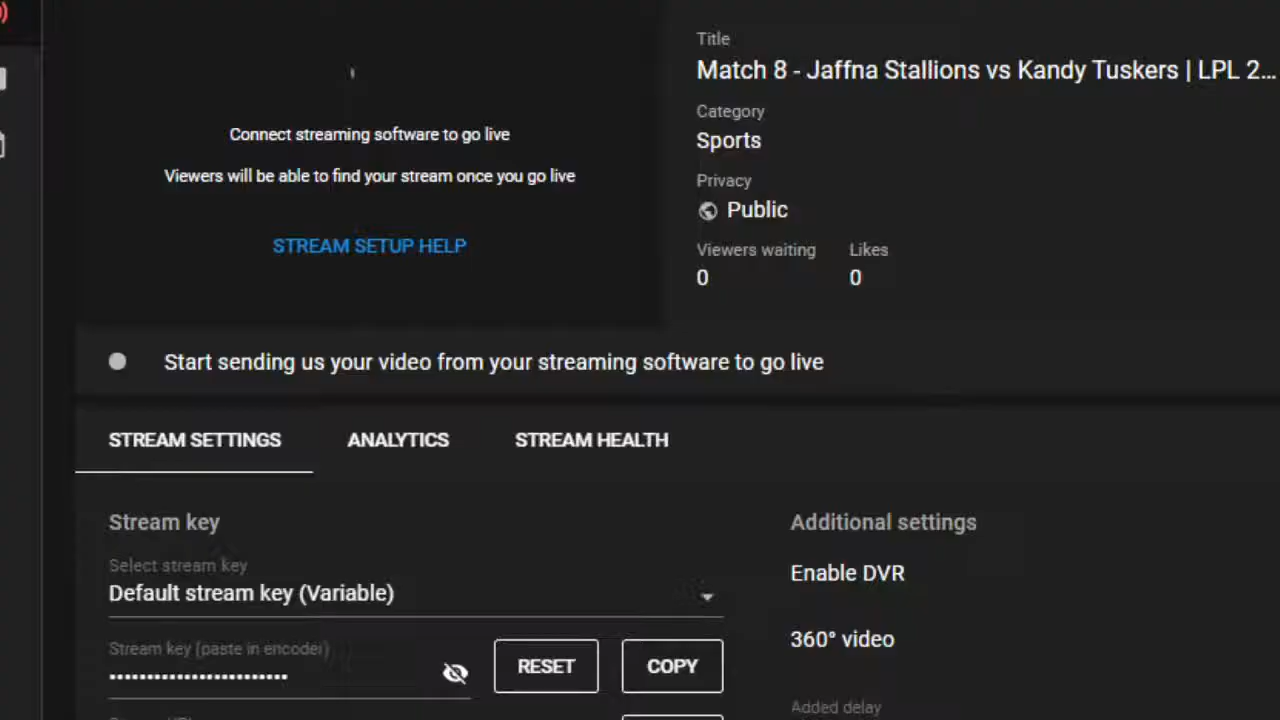 Title
Match 8 - Jaffna Stallions vs Kandy Tuskers | LPL 2...
Category
Sports
Privacy
Public
Viewers waiting Likes
0 0
Connect streaming software to go live
Viewers will be able to find your stream once you go live
STREAM SETUP HELP
Start sending us your video from your streaming software to go live
STREAM SETTINGS ANALYTICS STREAM HEALTH
Stream key
Select stream key
Default stream key (Variable)
Stream key (paste in encoder)
••••••••••••••••••••••••
RESET COPY
Additional settings
Enable DVR
360° video
Added delay